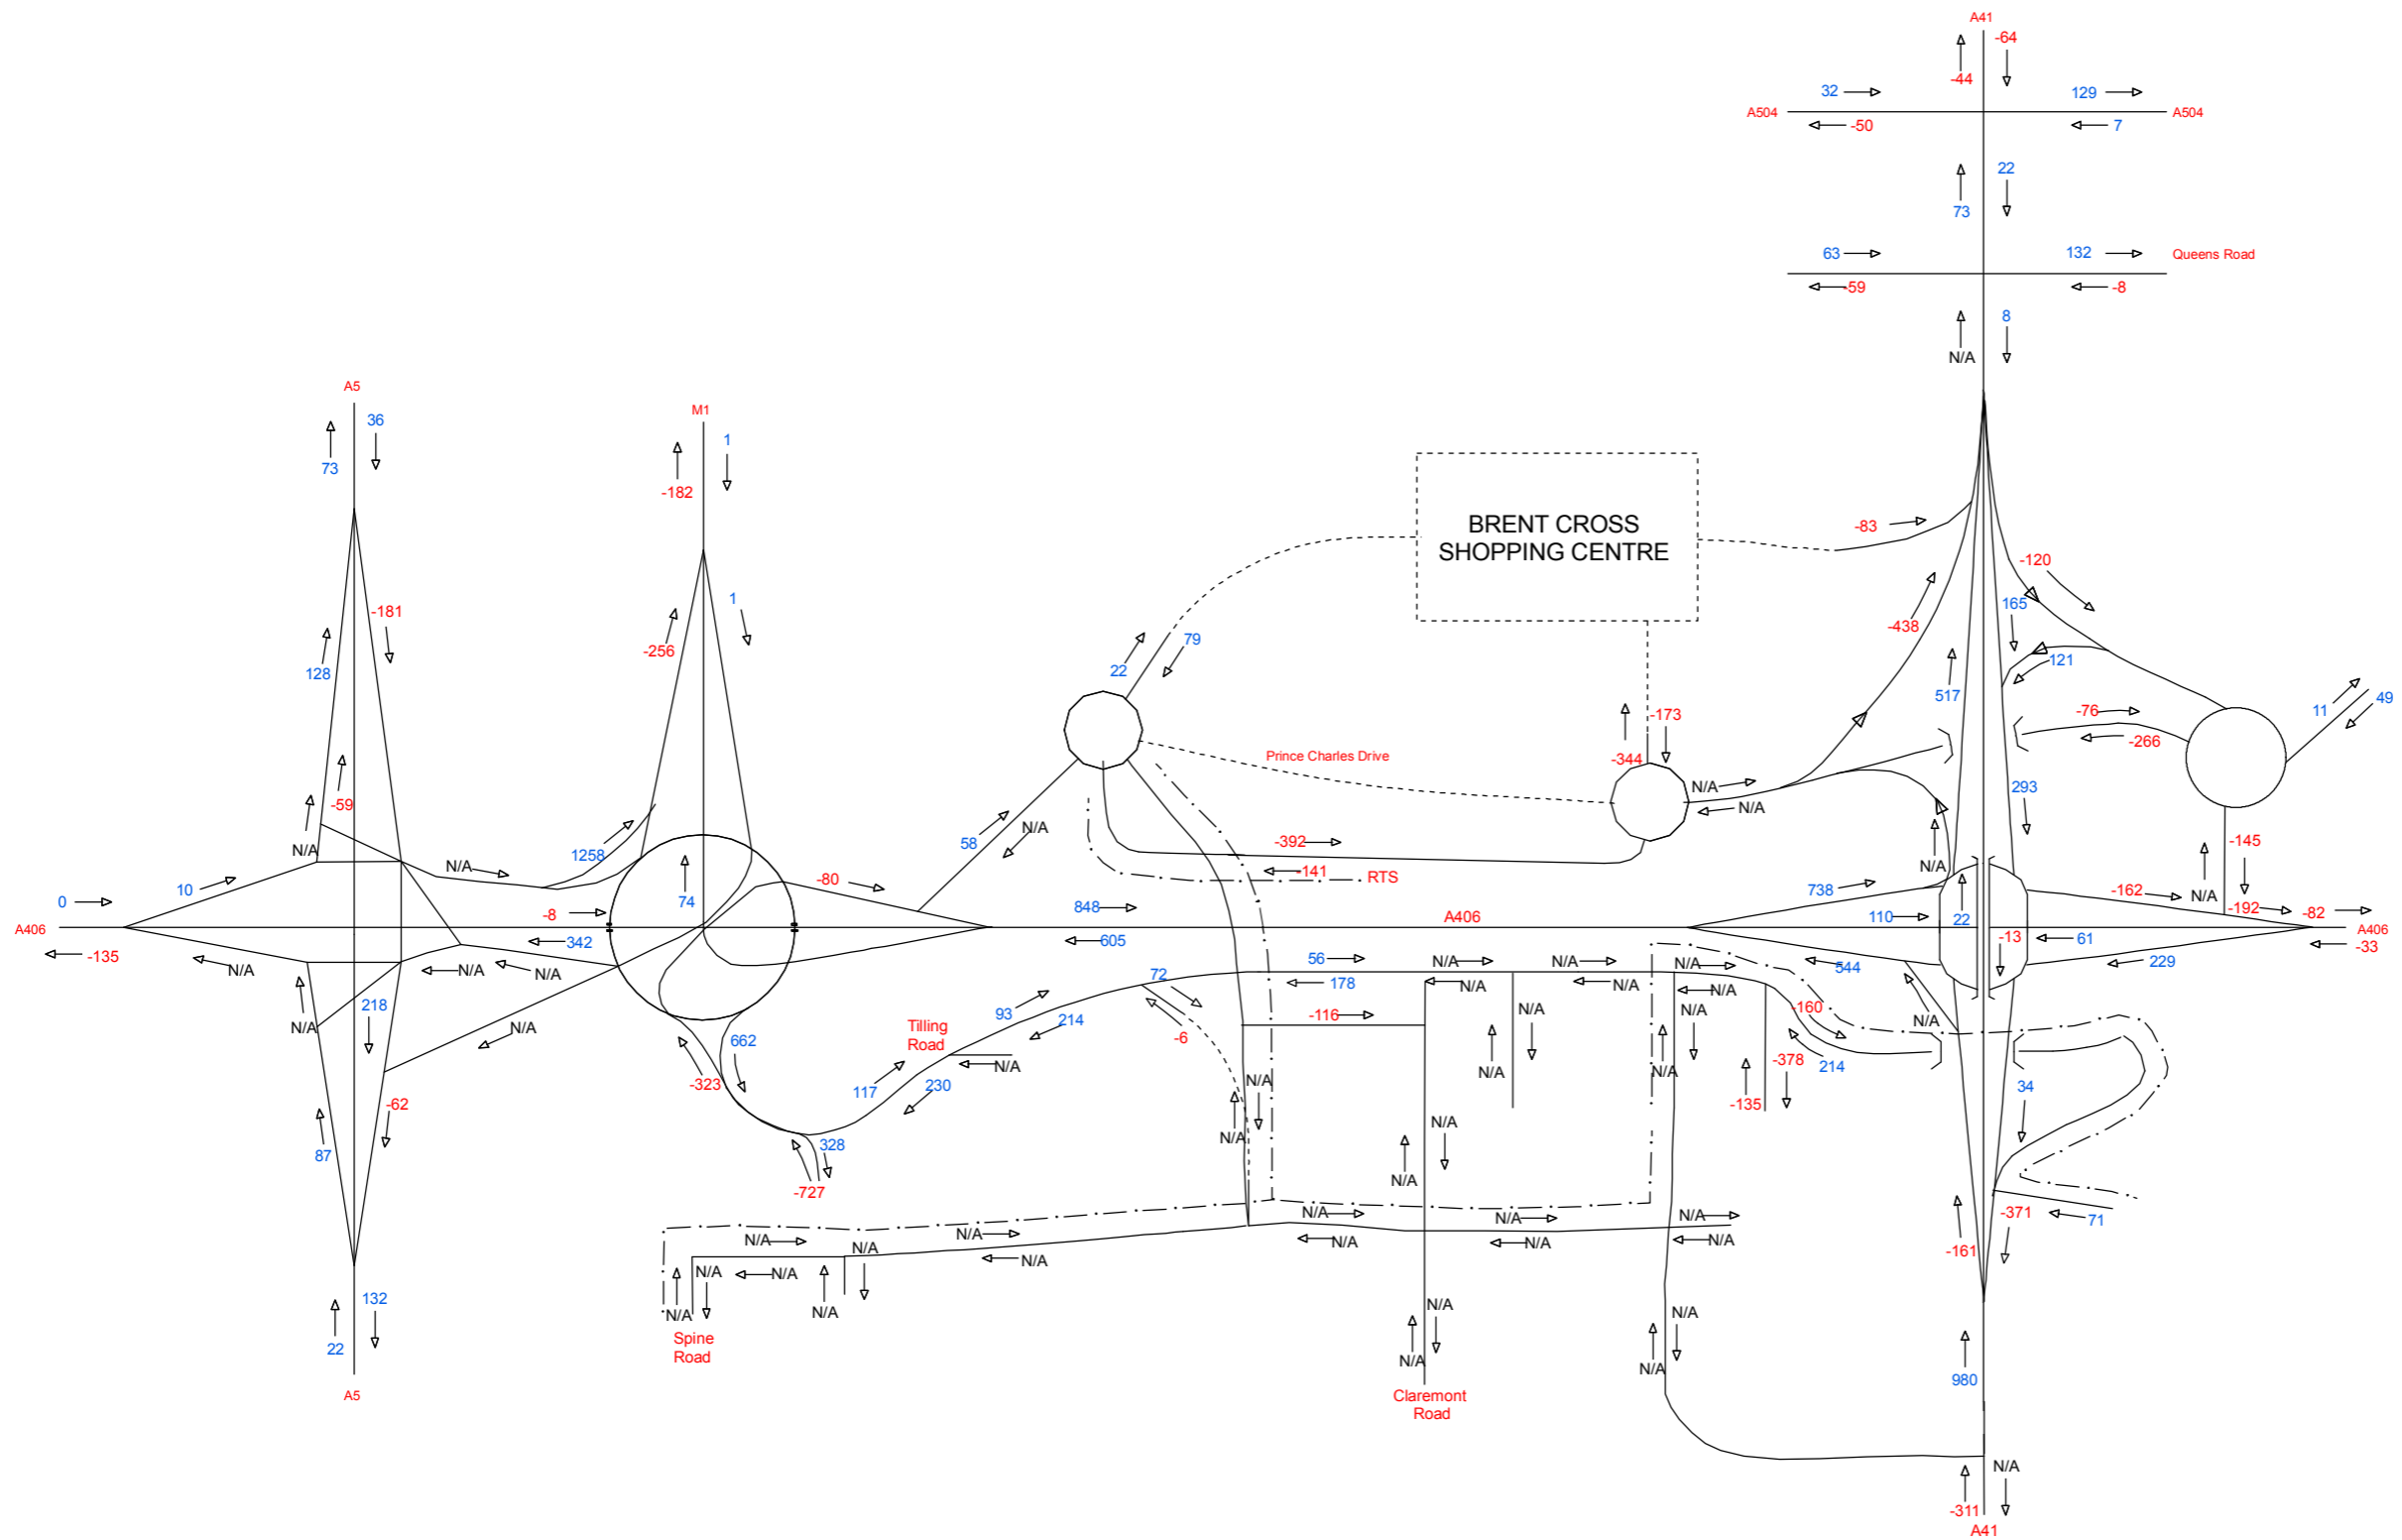 A41
-64
-44
32
129
A504
A504
-50
7
22
73
63
132
Queens Road
-59
-8
8
N/A
A5
36
73
M1
1
-182
BRENT CROSS
SHOPPING CENTRE
-83
-120
1
165
-181
-438
-256
128
79
22
121
517
11
49
-76
-173
-266
-344
Prince Charles Drive
N/A
N/A
293
-59
58
N/A
-392
-145
N/A
1258
N/A
N/A
-141
RTS
10
-80
738
-162
N/A
0
-8
74
848
A406
110
22
-192
-82
A406
A406
-135
342
605
-13
61
-33
N/A
N/A
N/A
56
N/A
N/A
N/A
544
229
72
178
N/A
N/A
N/A
218
93
214
-116
-160
N/A
N/A
N/A
Tilling
Road
-6
N/A
N/A
N/A
662
N/A
-378
214
-323
117
230
N/A
N/A
N/A
34
-62
-135
87
328
N/A
N/A
-727
N/A
N/A
N/A
N/A
-371
71
N/A
N/A
N/A
N/A
N/A
-161
N/A
N/A
N/A
N/A
132
N/A
N/A
N/A
N/A
22
Spine
Road
N/A
N/A
980
A5
Claremont
Road
N/A
-311
A41